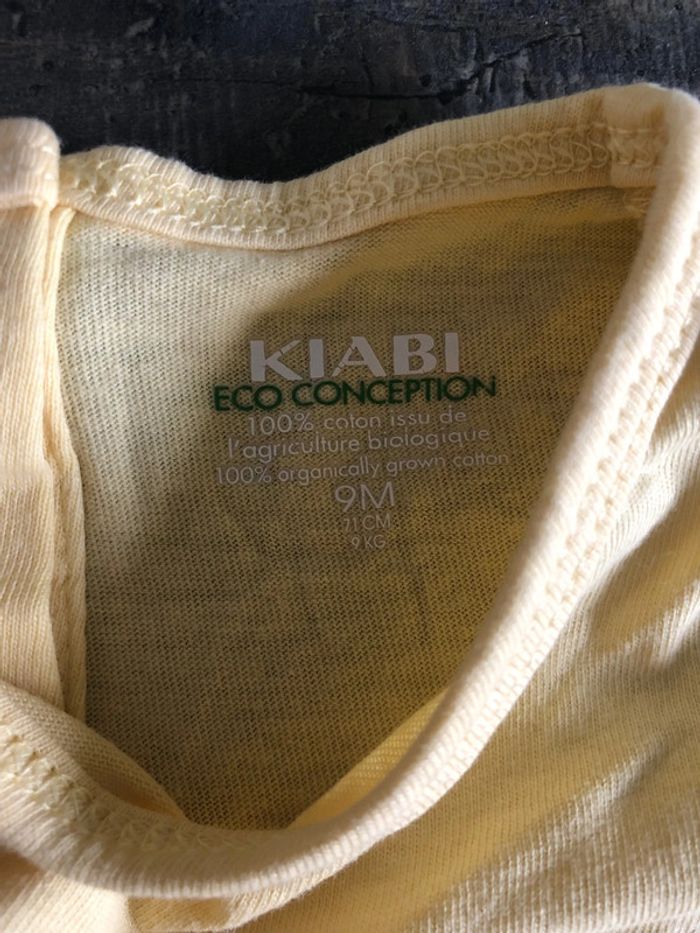 KIABI
ECO CONCEPTION
100% coton issu de
l'agriculture biologique
100% organically grown cotton
9M
71 CM
9 KG